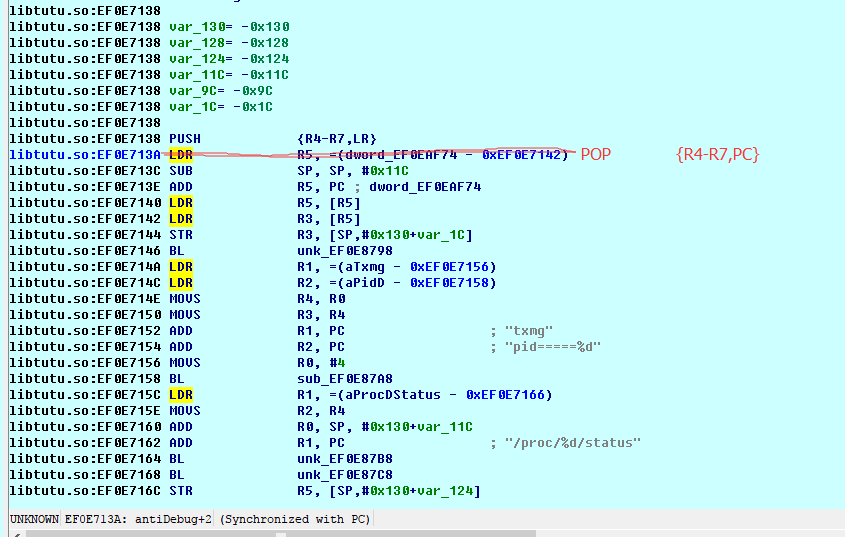 libtutu.so:EF0E7138
libtutu.so:EF0E7138 var_130= -0x130
libtutu.so:EF0E7138 var_128= -0x128
libtutu.so:EF0E7138 var_124= -0x124
libtutu.so:EF0E7138 var_11C= -0x11C
libtutu.so:EF0E7138 var_9C= -0x9C
libtutu.so:EF0E7138 var_1C= -0x1C
libtutu.so:EF0E7138
libtutu.so:EF0E7138 PUSH {R4-R7,LR}
libtutu.so:EF0E713A LDR R5, =(dword_EF0EAF74 - 0xEF0E7142) POP {R4-R7,PC}
libtutu.so:EF0E713C SUB SP, SP, #0x11C
libtutu.so:EF0E713E ADD R5, PC ; dword_EF0EAF74
libtutu.so:EF0E7140 LDR R5, [R5]
libtutu.so:EF0E7142 LDR R3, [R5]
libtutu.so:EF0E7144 STR R3, [SP,#0x130+var_1C]
libtutu.so:EF0E7146 BL unk_EF0E8798
libtutu.so:EF0E714A LDR R1, =(aTxmg - 0xEF0E7156)
libtutu.so:EF0E714C LDR R2, =(aPidD - 0xEF0E7158)
libtutu.so:EF0E714E MOVS R4, R0
libtutu.so:EF0E7150 MOVS R3, R4
libtutu.so:EF0E7152 ADD R1, PC ; "txmg"
libtutu.so:EF0E7154 ADD R2, PC ; "pid=====%d"
libtutu.so:EF0E7156 MOVS R0, #4
libtutu.so:EF0E7158 BL sub_EF0E87A8
libtutu.so:EF0E715C LDR R1, =(aProcDStatus - 0xEF0E7166)
libtutu.so:EF0E715E MOVS R2, R4
libtutu.so:EF0E7160 ADD R0, SP, #0x130+var_11C
libtutu.so:EF0E7162 ADD R1, PC ; "/proc/%d/status"
libtutu.so:EF0E7164 BL unk_EF0E87B8
libtutu.so:EF0E7168 BL unk_EF0E87C8
libtutu.so:EF0E716C STR R5, [SP,#0x130+var_124]
UNKNOWN EF0E713A: antiDebug+2 (Synchronized with PC)